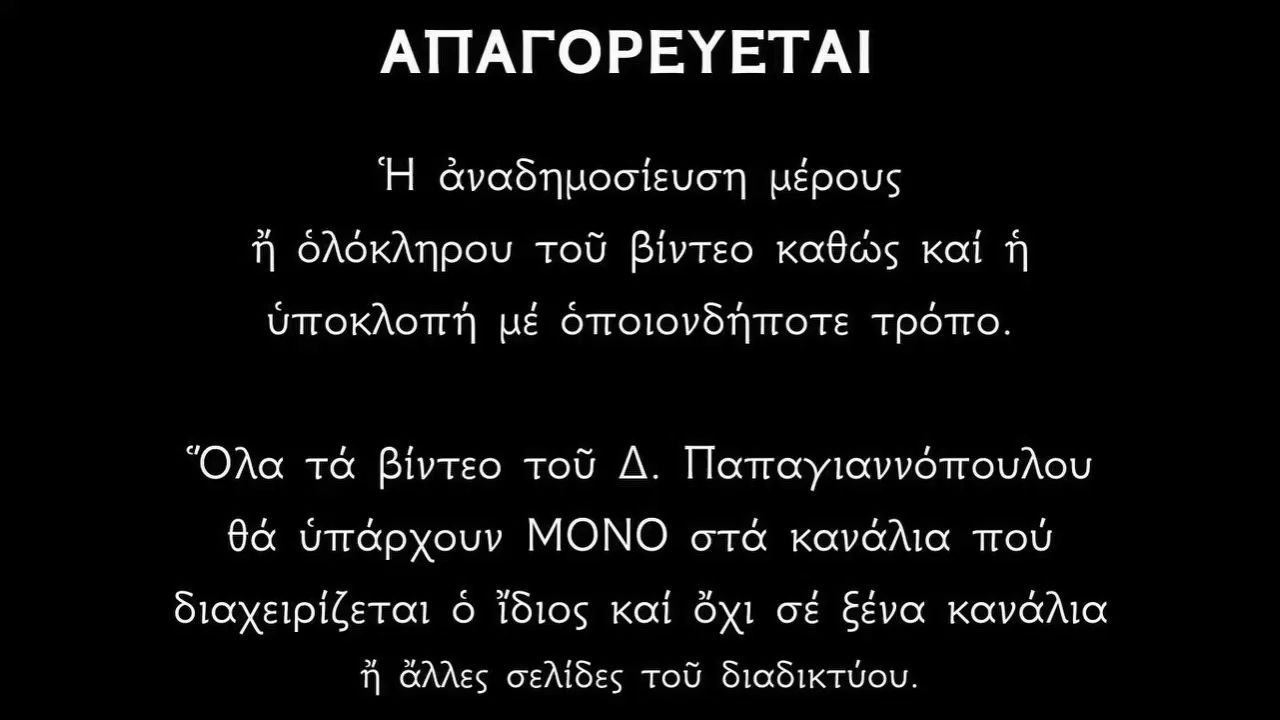 ΑΠΑΓΟΡΕΥΕΤΑΙ
Ἡ ἀναδημοσίευση μέρους
ἤ ὁλόκληρου τοῦ βίντεο καθώς καί ἡ
ὑποκλοπή μέ ὁποιονδήποτε τρόπο.
Ὅλα τά βίντεο τοῦ Δ. Παπαγιαννόπουλου
θά ὑπάρχουν ΜΟΝΟ στά κανάλια πού
διαχειρίζεται ὁ ἴδιος καί ὄχι σέ ξένα κανάλια
ἤ ἄλλες σελίδες τοῦ διαδικτύου.